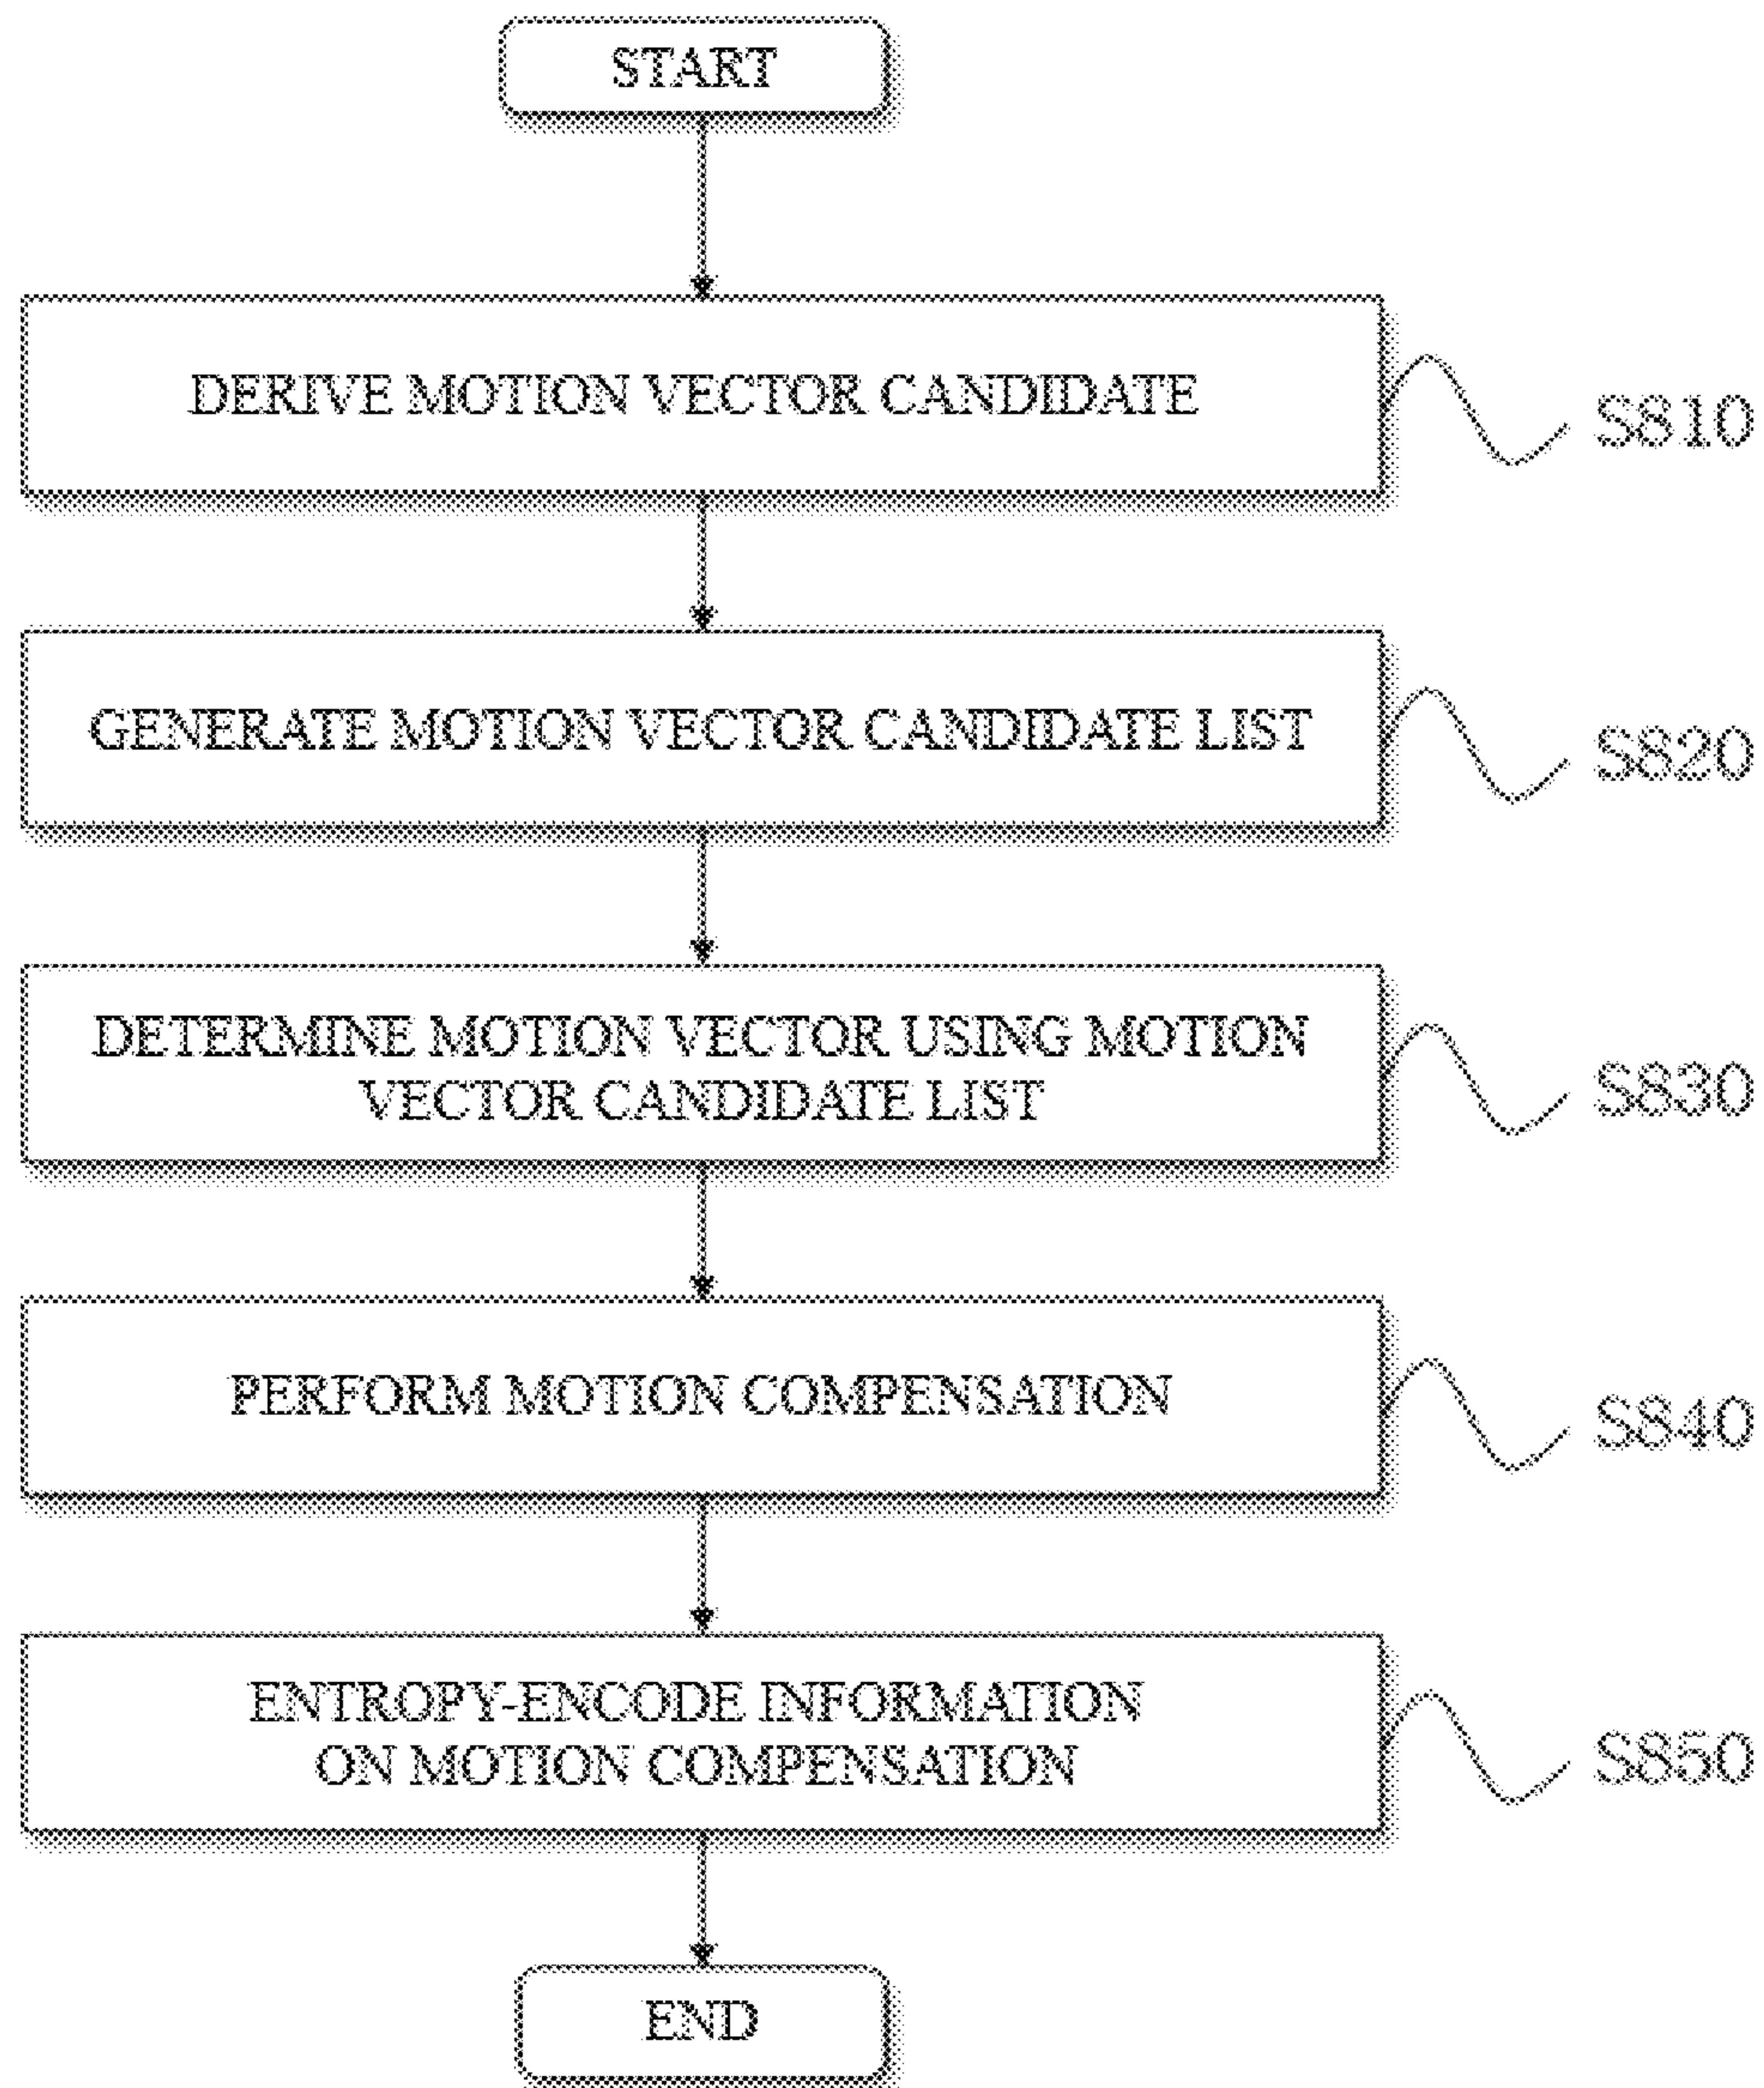 START
DERIVE MOTION VECTOR CANDIDATE
S810
GENERATE MOTION VECTOR CANDIDATE LIST
S820
DETERMINE MOTION VECTOR USING MOTION
VECTOR CANDIDATE LIST
S830
PERFORM MOTION COMPENSATION
S840
ENTROPY-ENCODE INFORMATION
ON MOTION COMPENSATION
S850
END